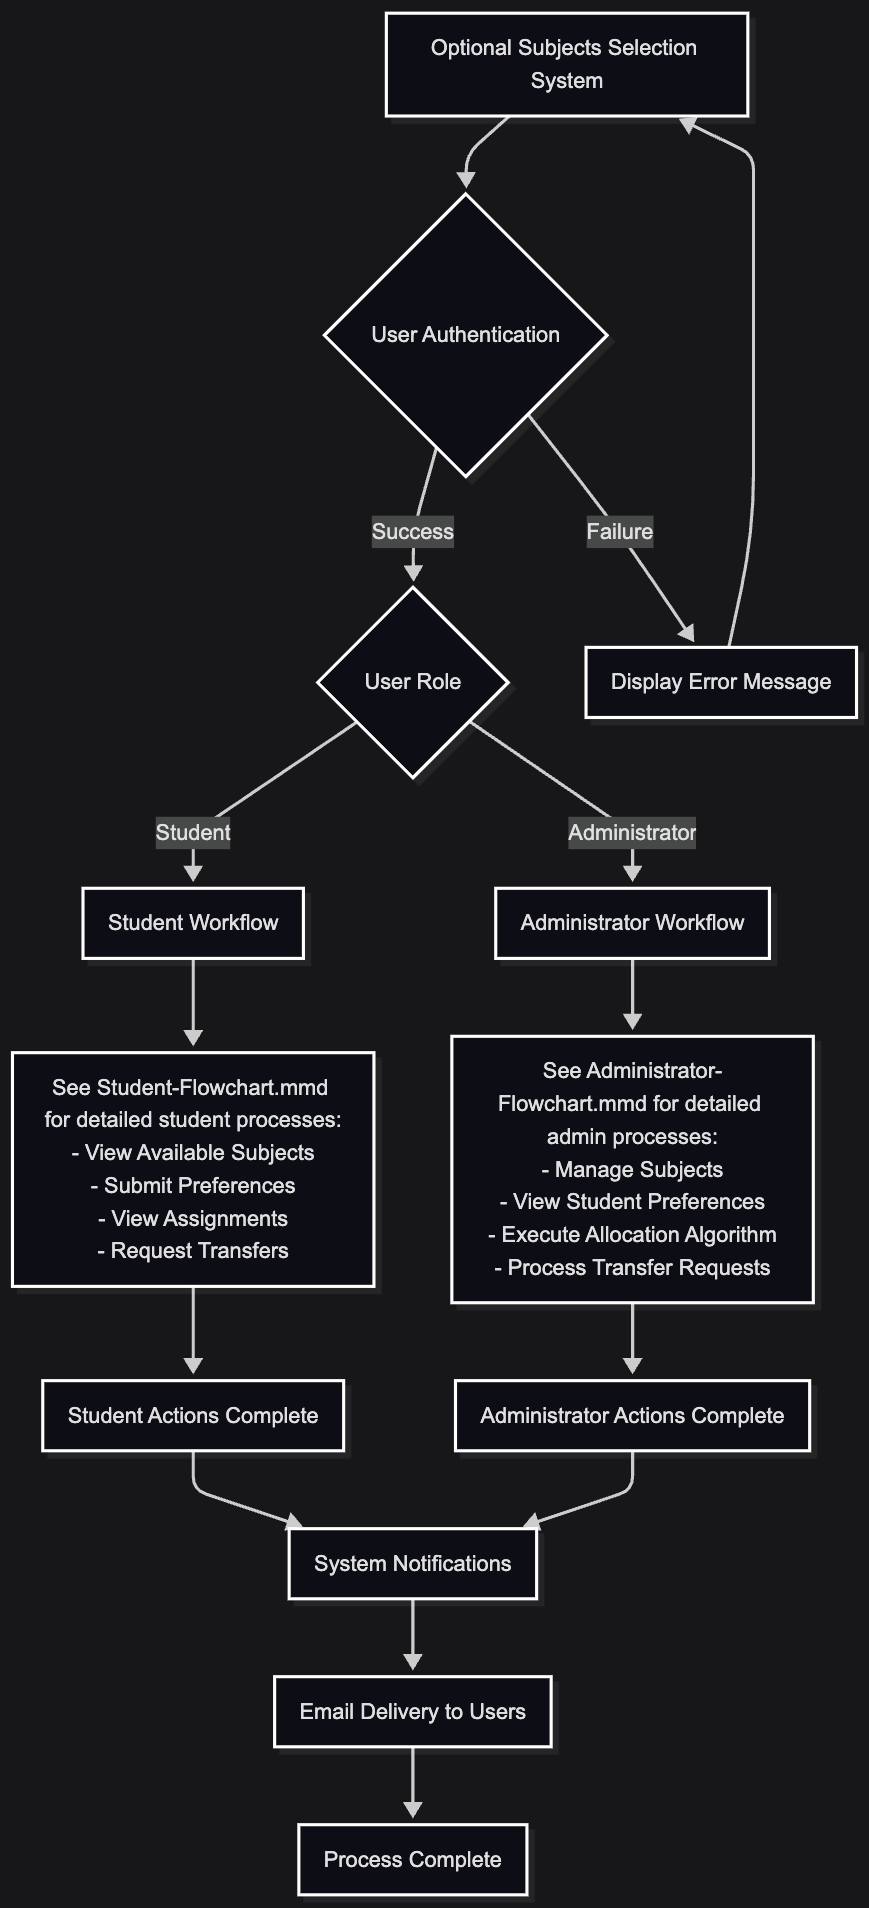 Optional Subjects Selection
System
User Authentication
Success
Failure
User Role
Display Error Message
Student
Administrator
Student Workflow
Administrator Workflow
See Student-Flowchart.mmd
for detailed student processes:
- View Available Subjects
- Submit Preferences
- View Assignments
- Request Transfers
See Administrator-
Flowchart.mmd for detailed
admin processes:
- Manage Subjects
- View Student Preferences
- Execute Allocation Algorithm
- Process Transfer Requests
Student Actions Complete
Administrator Actions Complete
System Notifications
Email Delivery to Users
Process Complete